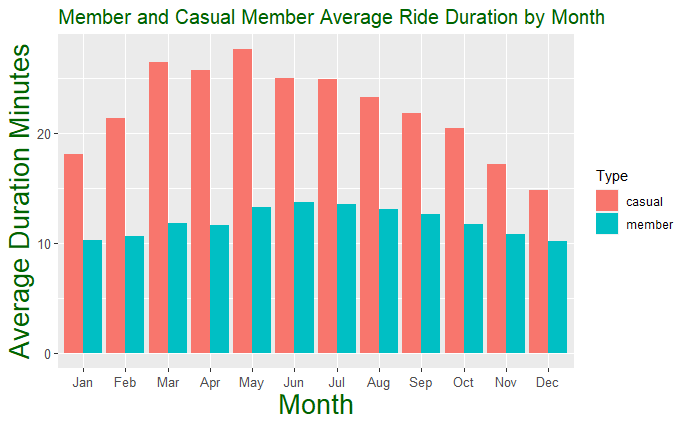 Member and Casual Member Average Ride Duration by Month
Average Duration Minutes
20
10
0
Jan Feb Mar Apr May Jun Jul Aug Sep Oct Nov Dec
Month
Type
casual
member